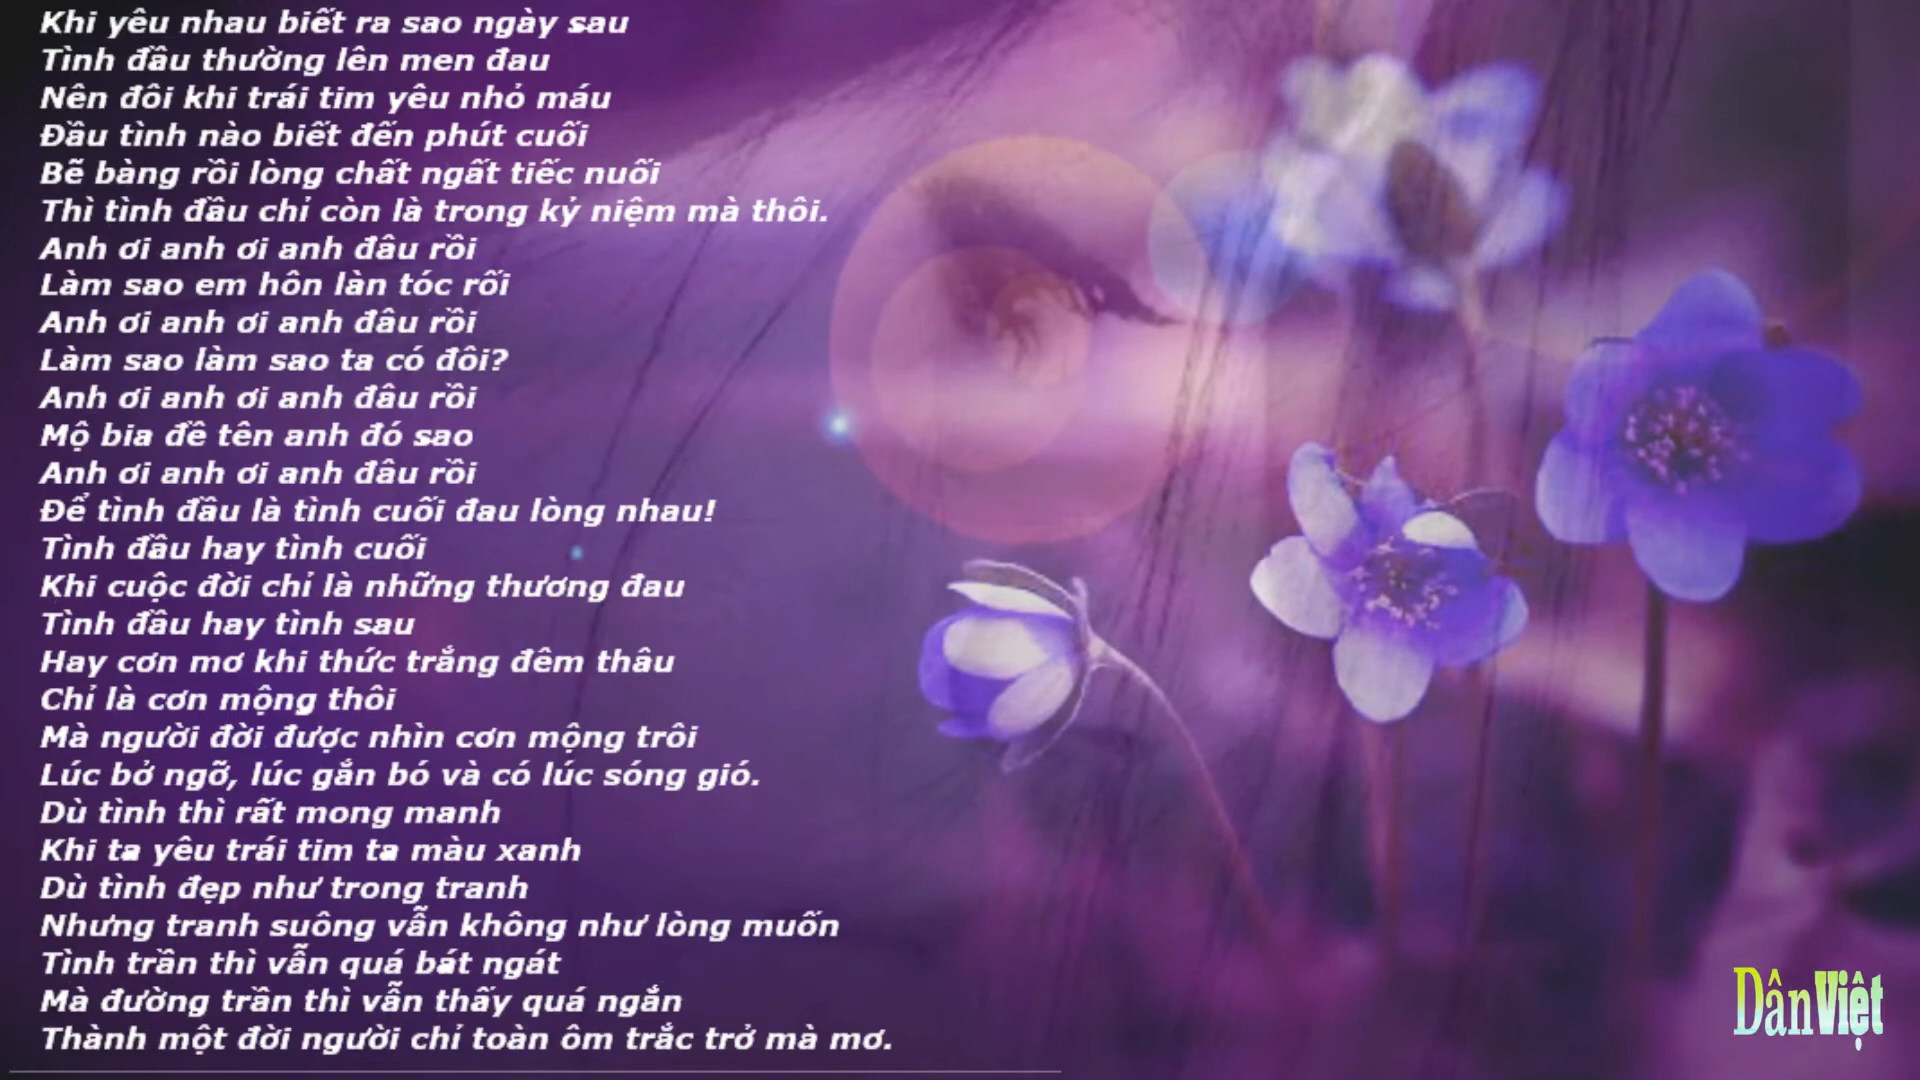 Khi yêu nhau biết ra sao ngày sau
Tình đầu thường lên men đau
Nên đôi khi trái tim yêu nhỏ máu
Đầu tình nào biết đến phút cuối
Bẽ bàng rồi lòng chất ngất tiếc nuối
Thì tình đầu chỉ còn là trong kỷ niệm mà thôi.
Anh ơi anh ơi anh đâu rồi
Làm sao em hôn làn tóc rối
Anh ơi anh ơi anh đâu rồi
Làm sao làm sao ta có đôi?
Anh ơi anh ơi anh đâu rồi
Mộ bia đề tên anh đó sao
Anh ơi anh ơi anh đâu rồi
Để tình đầu là tình cuối đau lòng nhau!
Tình đầu hay tình cuối
Khi cuộc đời chỉ là những thương đau
Tình đầu hay tình sau
Hay cơn mơ khi thức trắng đêm thâu
Chỉ là cơn mộng thôi
Mà người đời được nhìn cơn mộng trôi
Lúc bở ngỡ, lúc gắn bó và có lúc sóng gió.
Dù tình thì rất mong manh
Khi ta yêu trái tim ta màu xanh
Dù tình đẹp như trong tranh
Nhưng tranh suông vẫn không như lòng muốn
Tình trần thì vẫn quá bát ngát
Mà đường trần thì vẫn thấy quá ngắn
Thành một đời người chỉ toàn ôm trắc trở mà mơ.
DânViệt